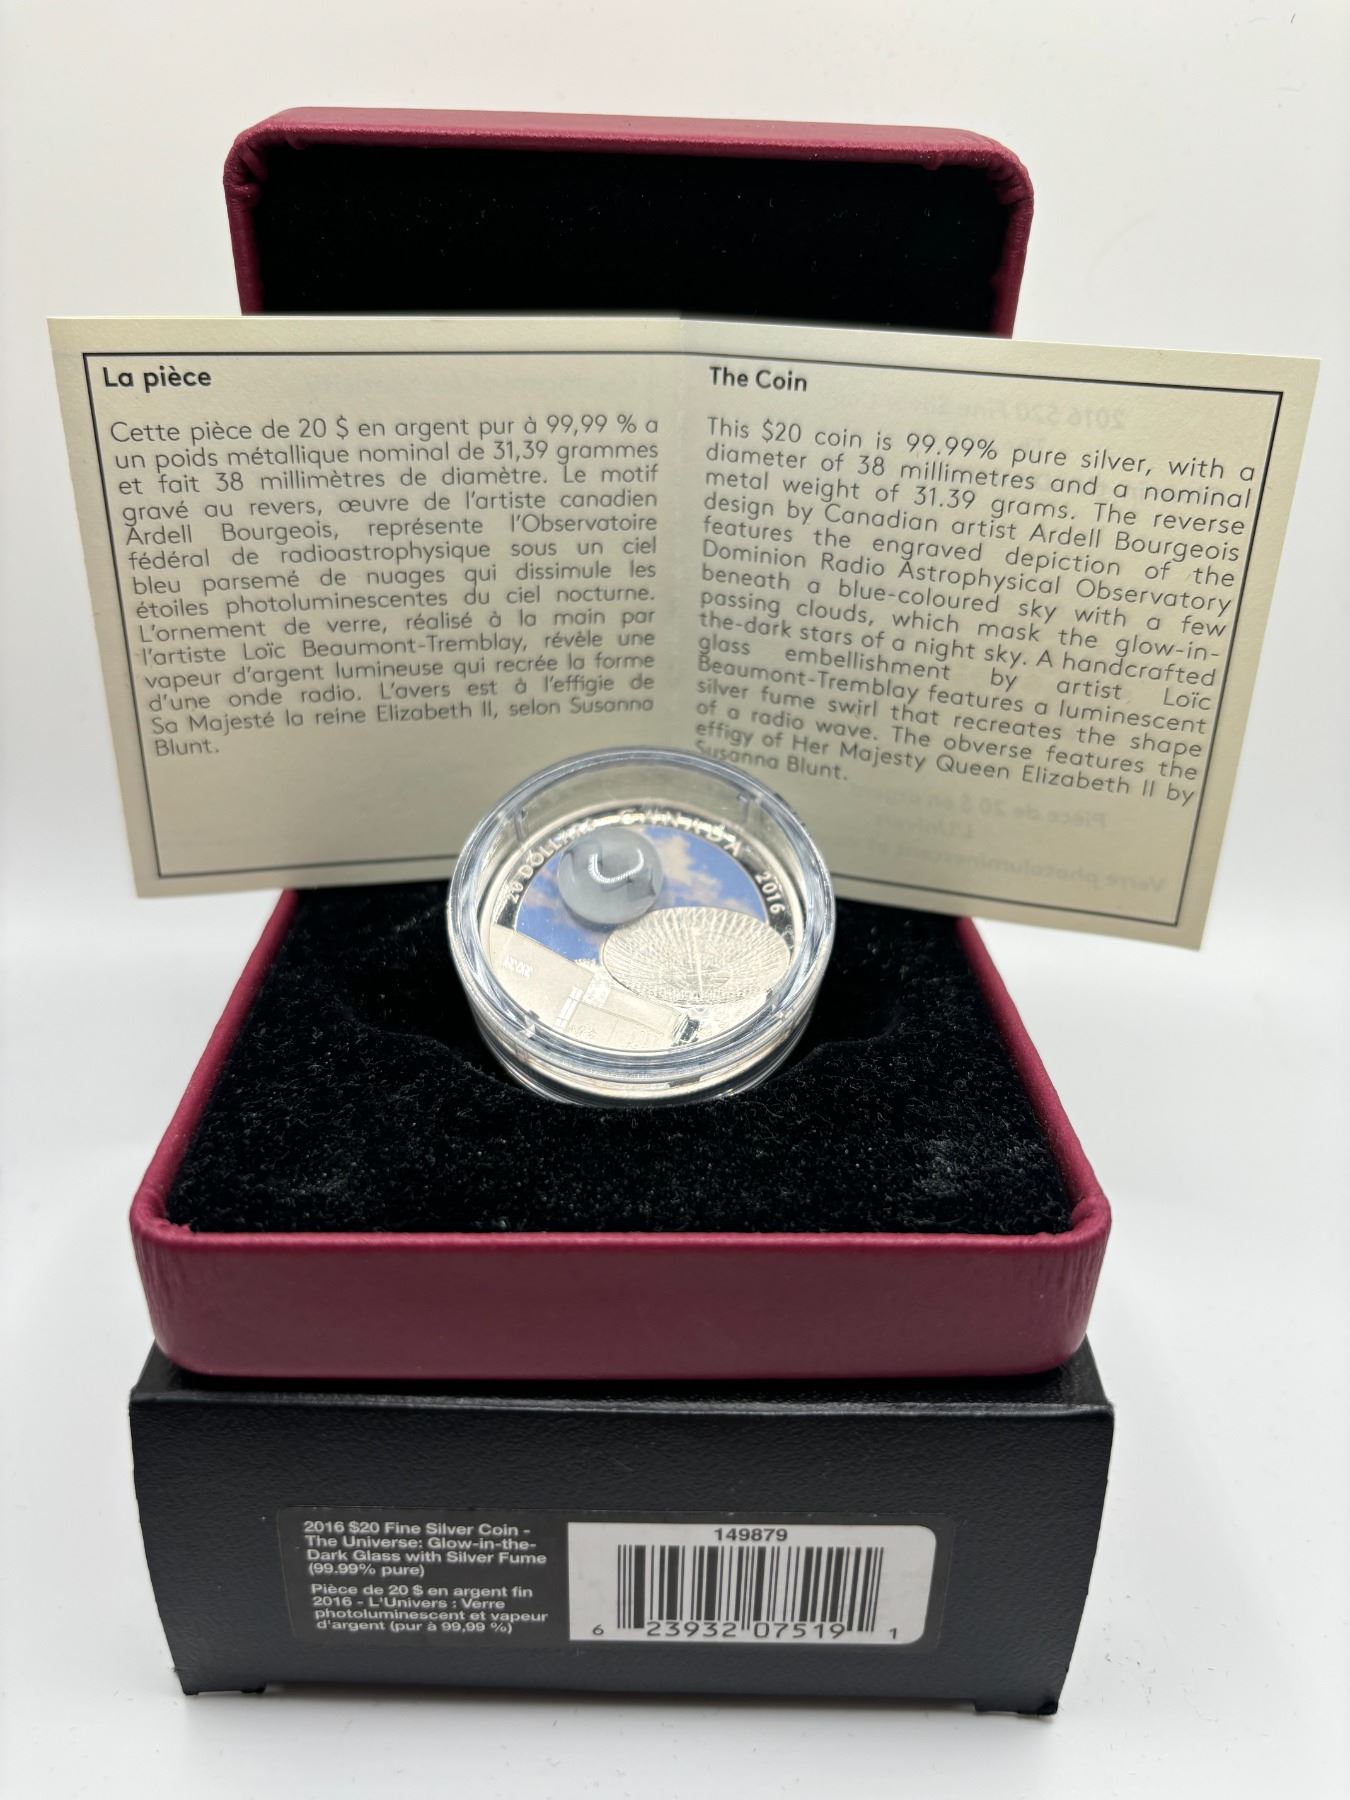 La pièce
Cette pièce de 20 $ en argent pur à 99,99 % a
un poids métallique nominal de 31,39 grammes
et fait 38 millimètres de diamètre. Le motif
gravé au revers, œuvre de l'artiste canadien
Ardell Bourgeois, représente l'Observatoire
fédéral de radioastrophysique sous un ciel
bleu parsemé de nuages qui dissimule les
étoiles photoluminescentes du ciel nocturne.
L'ornement de verre, réalisé à la main par
l'artiste Loïc Beaumont-Tremblay, révèle une
vapeur d'argent lumineuse qui recrée la forme
d'une onde radio. L'avers est à l'effigie de
Sa Majesté la reine Elizabeth II, selon Susanna
Blunt.
The Coin
This $20 coin is 99.99% pure silver, with a
diameter of 38 millimetres and a nominal
metal weight of 31.39 grams. The reverse
design by Canadian artist Ardell Bourgeois
features the engraved depiction of the
Dominion Radio Astrophysical Observatory
beneath a blue-coloured sky with a few
passing clouds, which mask the glow-in-
the-dark stars of a night sky. A handcrafted
glass embellishment by artist Loïc
Beaumont-Tremblay features a luminescent
silver fume swirl that recreates the shape
of a radio wave. The obverse features the
effigy of Her Majesty Queen Elizabeth II by
Susanna Blunt.
20 DOLLARS CANADA 2016
2016 $20 Fine Silver Coin -
The Universe: Glow-in-the-
Dark Glass with Silver Fume
(99.99% pure)
Pièce de 20 $ en argent fin
2016 - L'Univers : Verre
photoluminescent et vapeur
d'argent (pur à 99,99 %)
149879
6 23932 07519 1